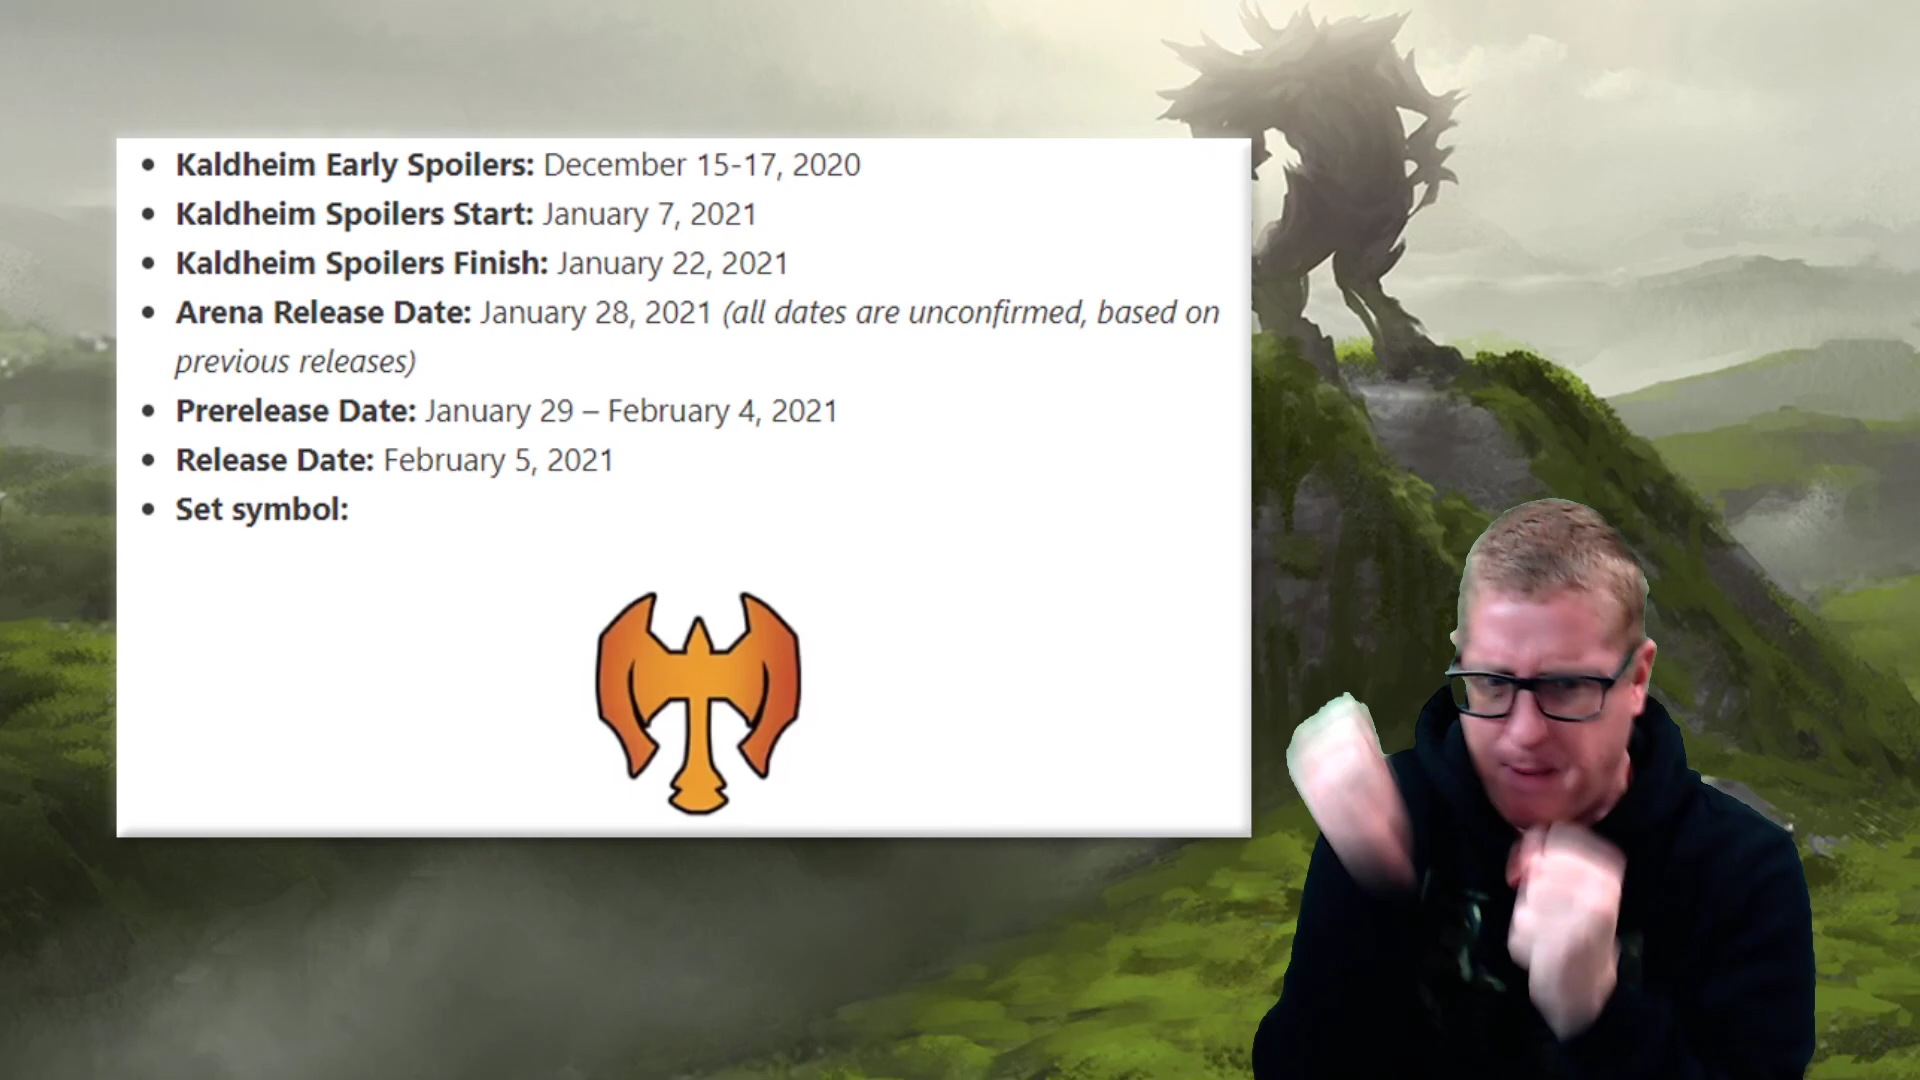 • Kaldheim Early Spoilers: December 15-17, 2020
• Kaldheim Spoilers Start: January 7, 2021
• Kaldheim Spoilers Finish: January 22, 2021
• Arena Release Date: January 28, 2021 (all dates are unconfirmed, based on
previous releases)
• Prerelease Date: January 29 – February 4, 2021
• Release Date: February 5, 2021
• Set symbol: